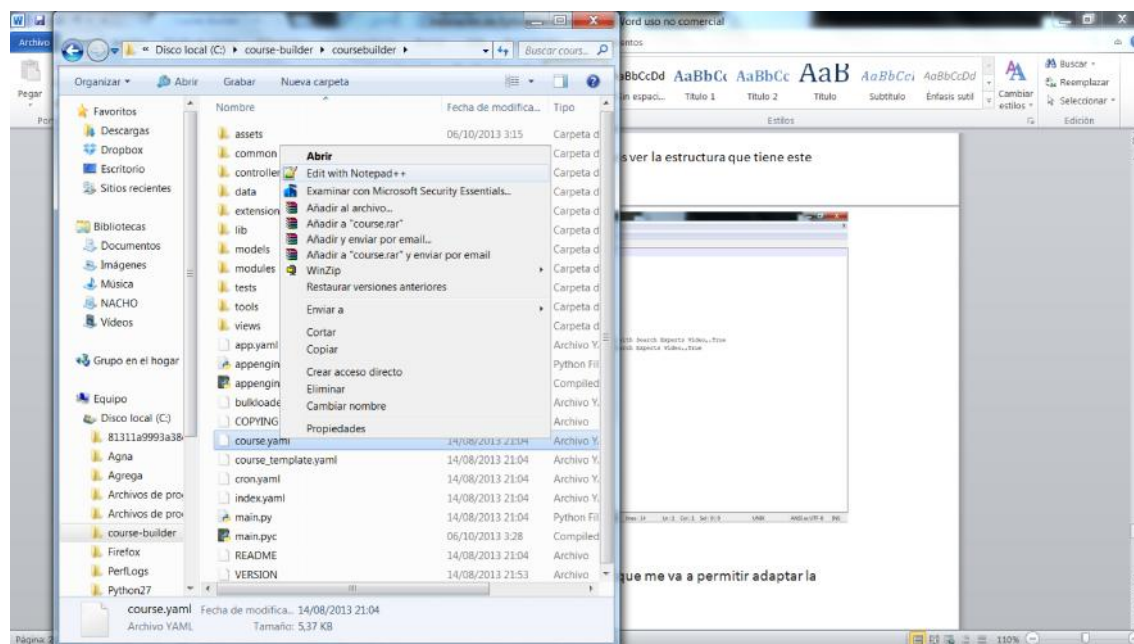 Word uso no comercial
Archivo
Disco local (C:) ▸ course-builder ▸ coursebuilder ▸
Buscar cours...
Organizar
Abrir
Grabar
Nueva carpeta
Pegar
Sin espaci...
Título 1
Título 2
Título
Subtítulo
Énfasis sutil
Cambiar estilos
Estilos
Buscar
Reemplazar
Seleccionar
Edición
Favoritos
Descargas
Dropbox
Escritorio
Sitios recientes
Bibliotecas
Documentos
Imágenes
Música
NACHO
Vídeos
Grupo en el hogar
Equipo
Disco local (C:)
81311a9993a38
Agna
Agrega
Archivos de pro
Archivos de pro
course-builder
Firefox
PerfLogs
Python27
Nombre Fecha de modifica... Tipo
assets 06/10/2013 3:15 Carpeta d
common Carpeta d
controller Carpeta d
data Carpeta d
extension Carpeta d
lib Carpeta d
models Carpeta d
modules Carpeta d
tests Carpeta d
tools Carpeta d
views Carpeta d
app.yaml Archivo Y
appengin Python Fil
appengin Compiled
bulkloade Archivo Y
COPYING Archivo
course.yaml 14/08/2013 21:04 Archivo Y
course_template.yaml 14/08/2013 21:04 Archivo Y
cron.yaml 14/08/2013 21:04 Archivo Y
index.yaml 14/08/2013 21:04 Archivo Y
main.py 14/08/2013 21:04 Python Fil
main.pyc 06/10/2013 3:28 Compiled
README 14/08/2013 21:04 Archivo
VERSION 14/08/2013 21:53 Archivo
Abrir
Edit with Notepad++
Examinar con Microsoft Security Essentials...
Añadir al archivo...
Añadir a "course.rar"
Añadir y enviar por email...
Añadir a "course.rar" y enviar por email
WinZip
Restaurar versiones anteriores
Enviar a
Cortar
Copiar
Crear acceso directo
Eliminar
Cambiar nombre
Propiedades
s ver la estructura que tiene este
que me va a permitir adaptar la
course.yaml Fecha de modifica... 14/08/2013 21:04
Archivo YAML Tamaño: 5,37 KB
110%